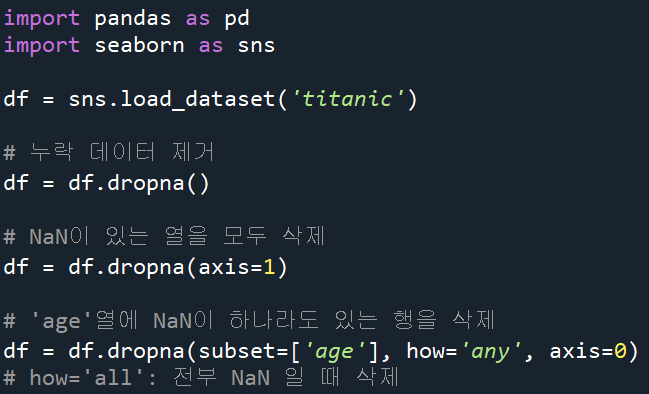 import pandas as pd
import seaborn as sns
df = sns.load_dataset('titanic')
# 누락 데이터 제거
df = df.dropna()
# NaN이 있는 열을 모두 삭제
df = df.dropna(axis=1)
# 'age'열에 NaN이 하나라도 있는 행을 삭제
df = df.dropna(subset=['age'], how='any', axis=0)
# how='all': 전부 NaN 일 때 삭제